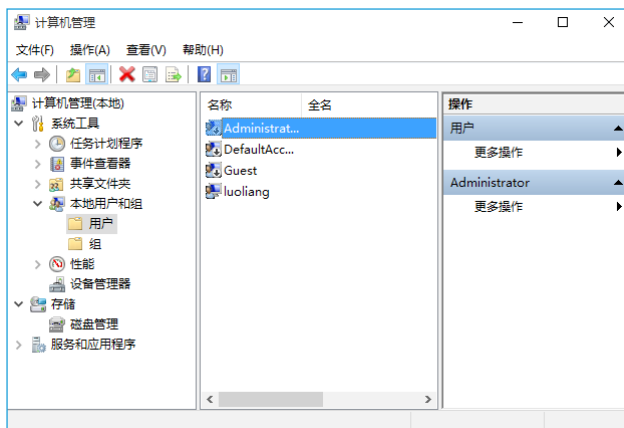 计算机管理
文件(F) 操作(A) 查看(V) 帮助(H)
计算机管理(本地)
系统工具
任务计划程序
事件查看器
共享文件夹
本地用户和组
用户
组
性能
设备管理器
存储
磁盘管理
服务和应用程序
名称 全名
Administrat...
DefaultAcc...
Guest
luoliang
操作
用户
更多操作
Administrator
更多操作